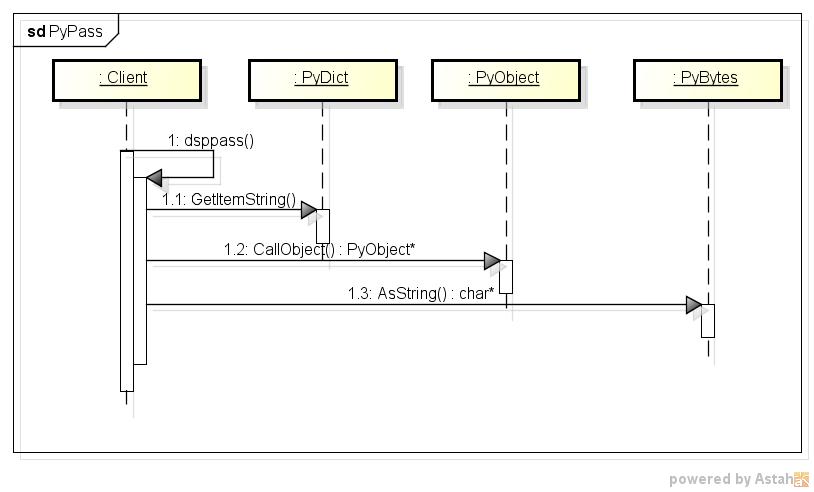 sd PyPass
: Client
: PyDict
: PyObject
: PyBytes
1: dsppass()
1.1: GetItemString()
1.2: CallObject() : PyObject*
1.3: AsString() : char*
powered by Astah